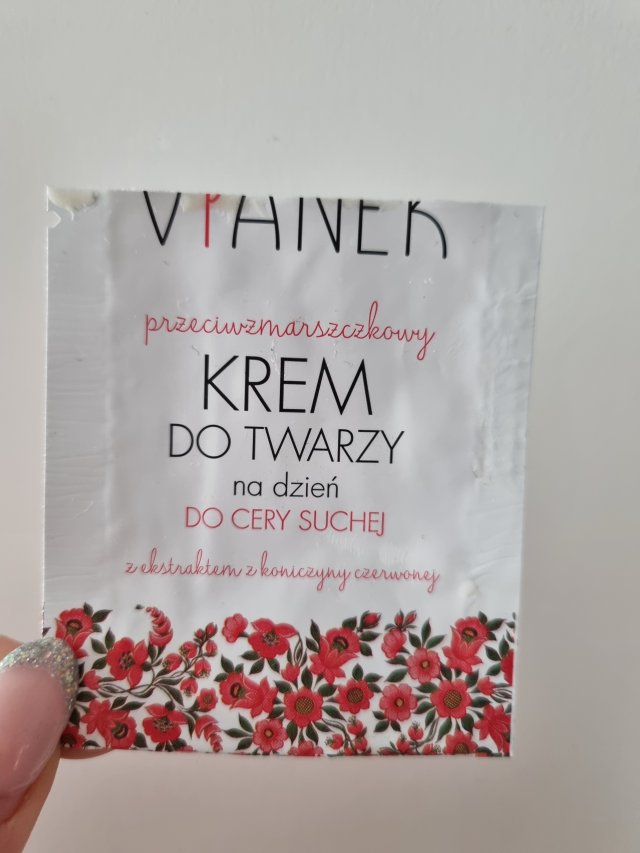 VIANEK
przeciwzmarszczkowy
KREM
DO TWARZY
na dzień
DO CERY SUCHEJ
z ekstraktem z koniczyny czerwonej